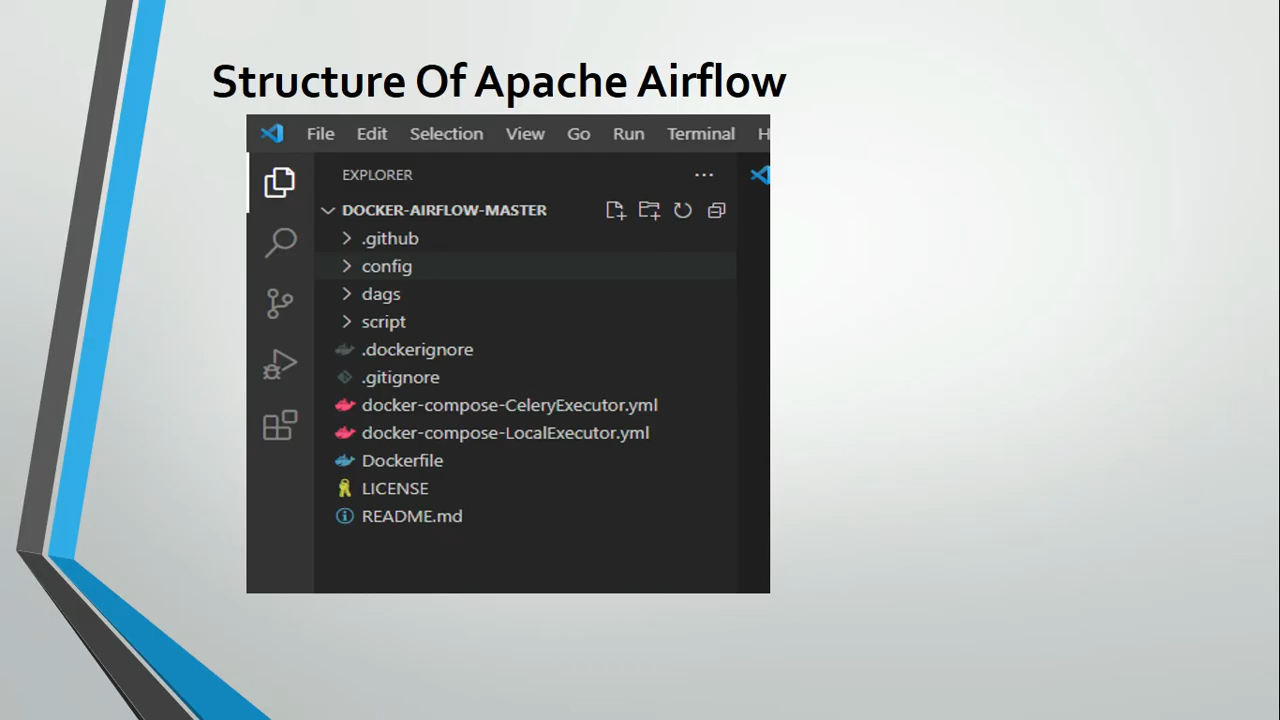 Structure Of Apache Airflow
File Edit Selection View Go Run Terminal H
EXPLORER
DOCKER-AIRFLOW-MASTER
.github
config
dags
script
.dockerignore
.gitignore
docker-compose-CeleryExecutor.yml
docker-compose-LocalExecutor.yml
Dockerfile
LICENSE
README.md